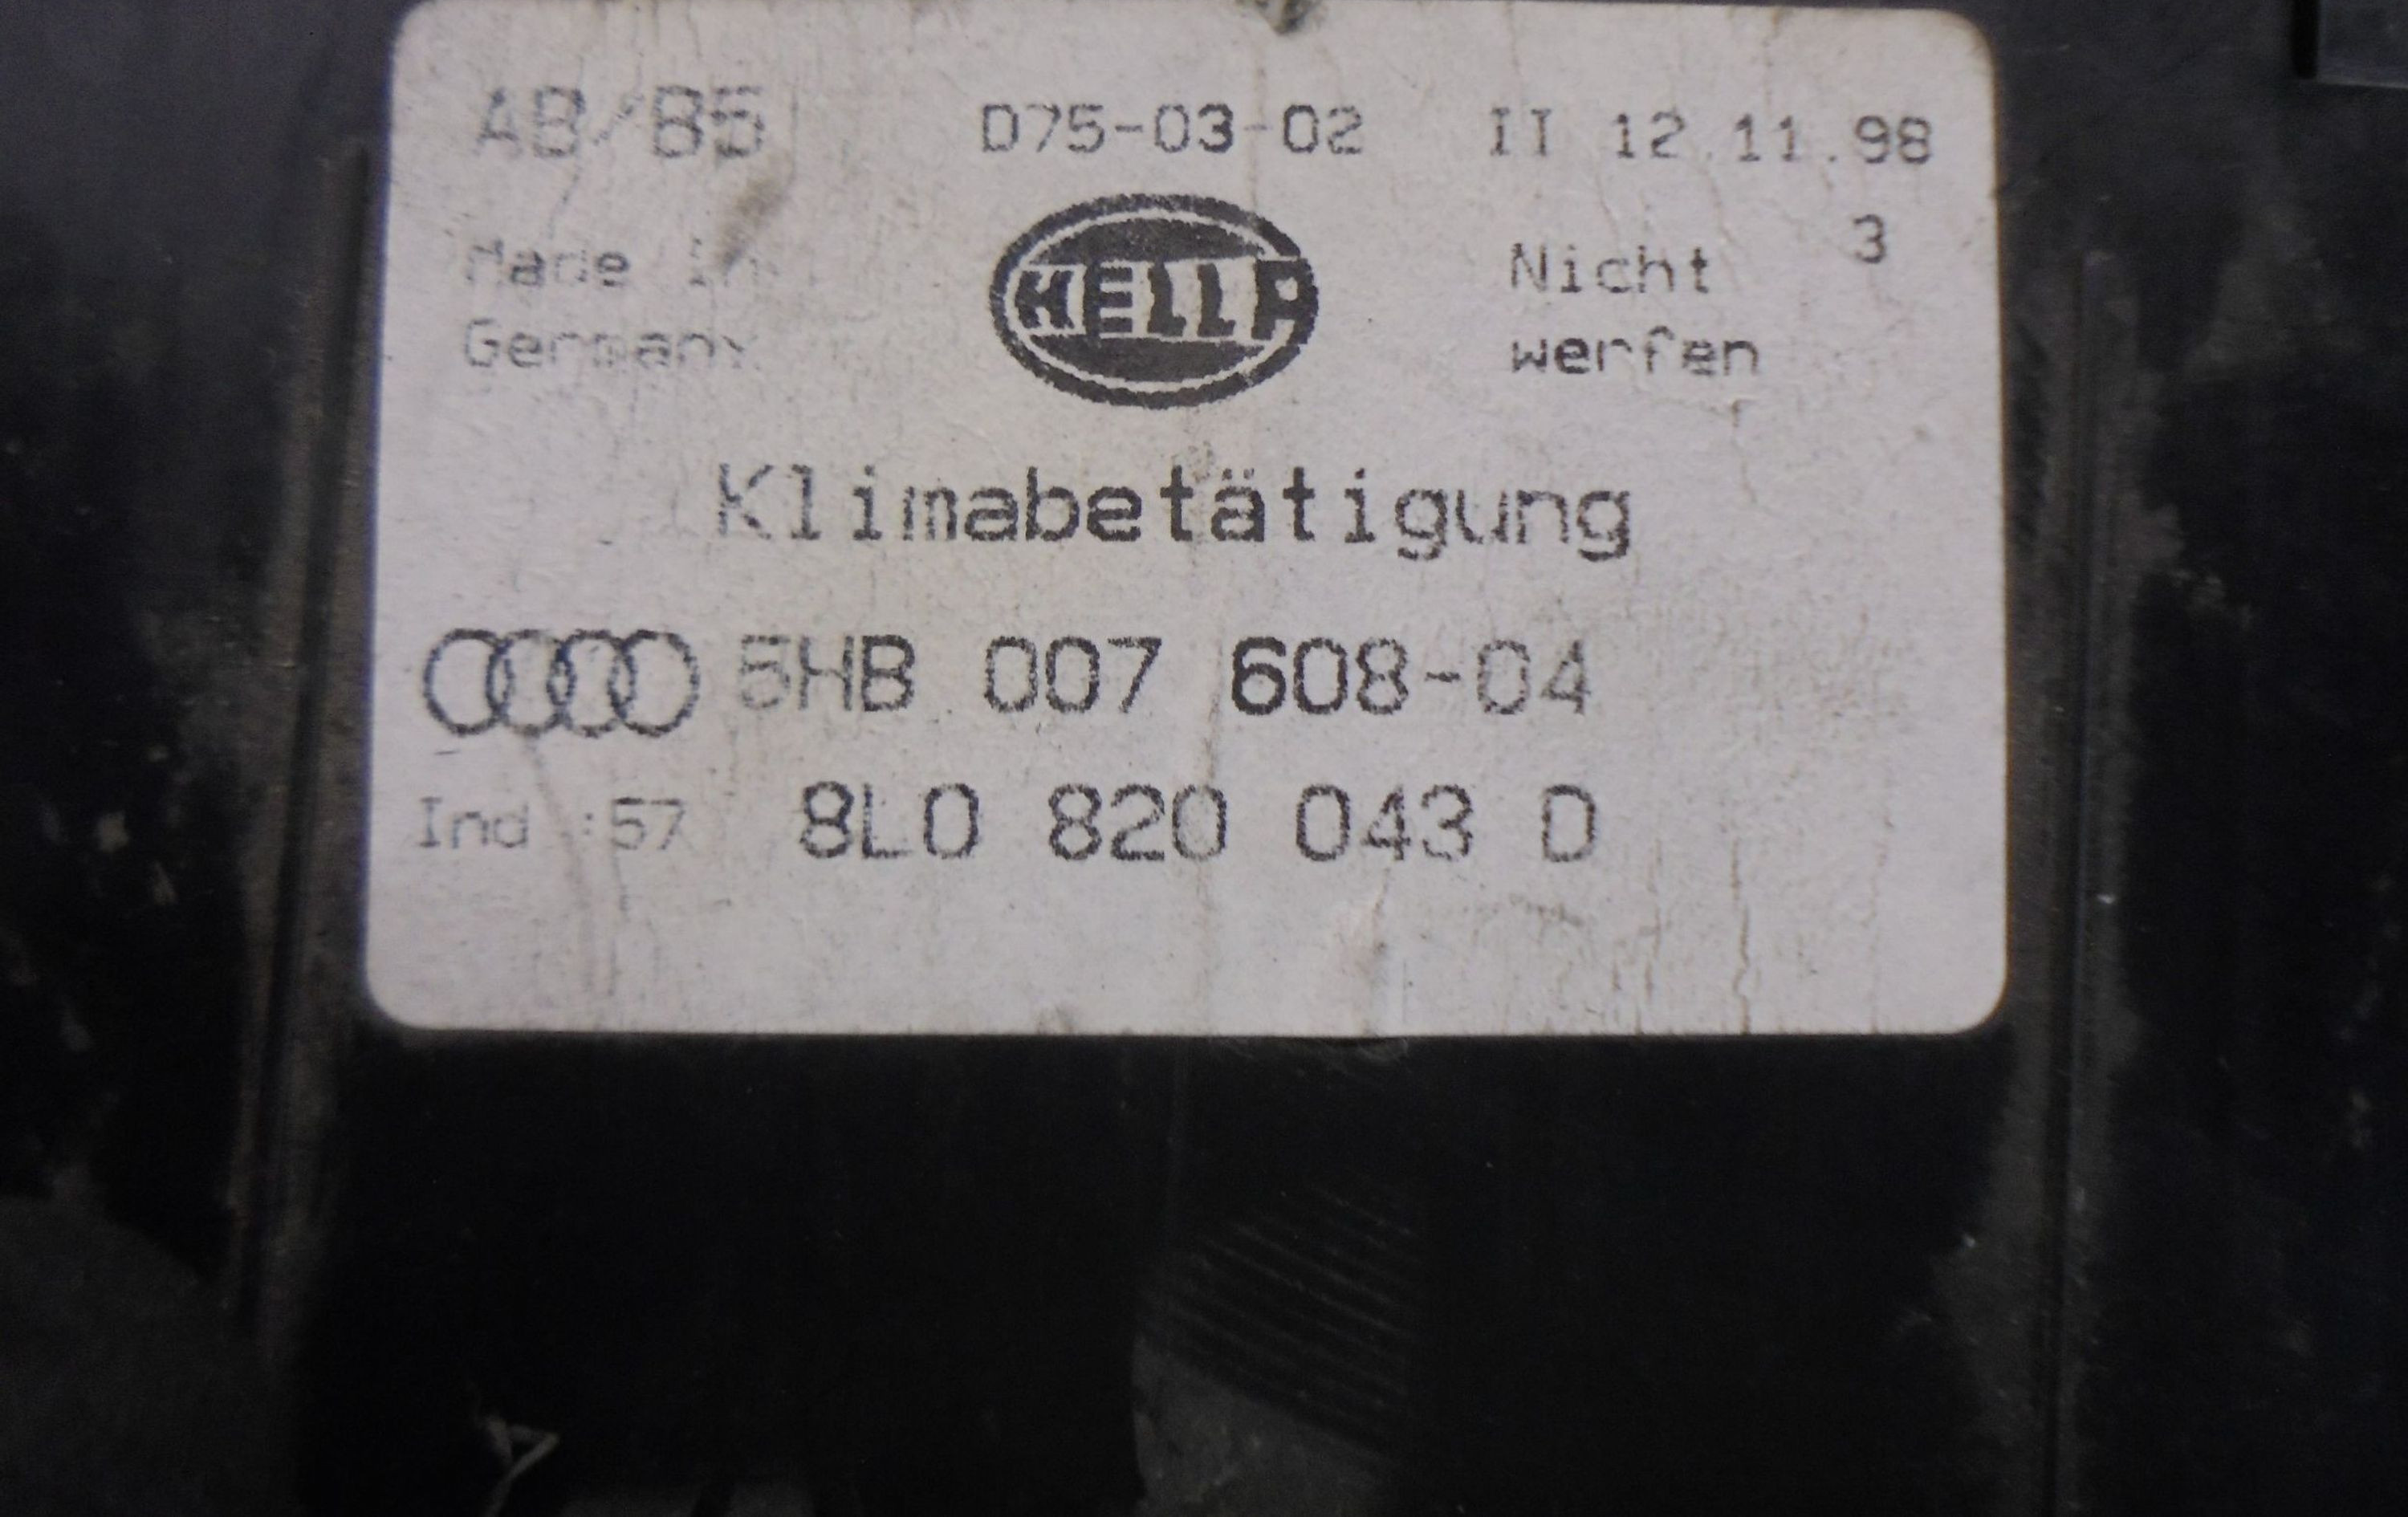 A8/B5 D75-03-02 II 12.11.98
Made in HELLA Nicht 3
Germany werfen
Klimabetätigung
5HB 007 608-04
Ind :57 8L0 820 043 D